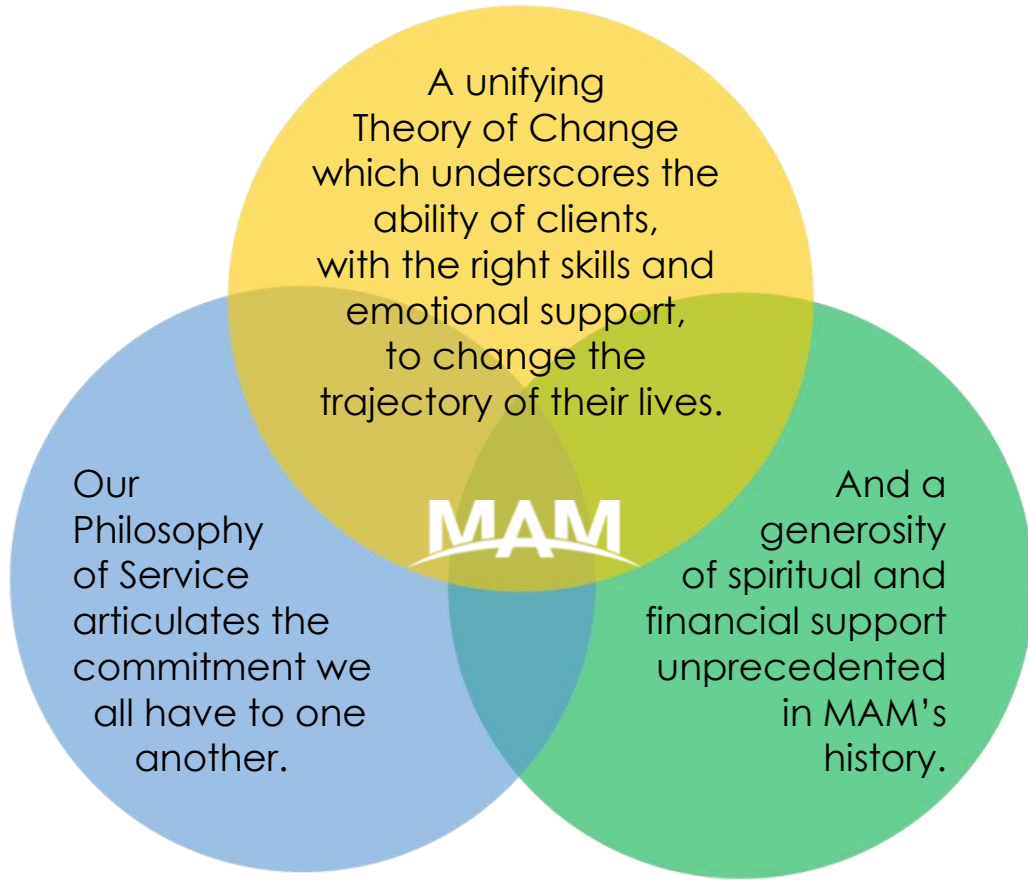 A unifying
Theory of Change
which underscores the
ability of clients,
with the right skills and
emotional support,
to change the
trajectory of their lives.
Our
Philosophy
of Service
articulates the
commitment we
all have to one
another.
MAM
And a
generosity
of spiritual and
financial support
unprecedented
in MAM’s
history.